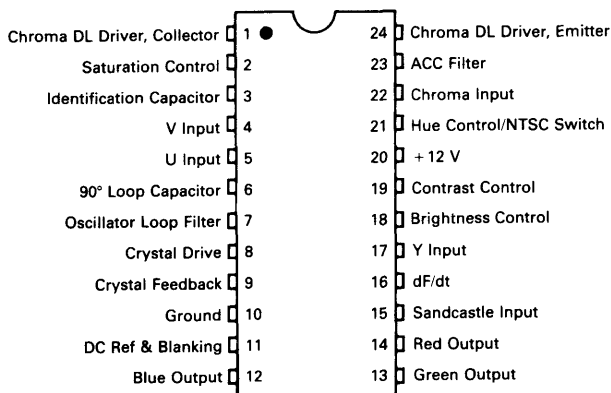 Chroma DL Driver, Collector 1 24 Chroma DL Driver, Emitter
Saturation Control 2 23 ACC Filter
Identification Capacitor 3 22 Chroma Input
V Input 4 21 Hue Control/NTSC Switch
U Input 5 20 +12 V
90° Loop Capacitor 6 19 Contrast Control
Oscillator Loop Filter 7 18 Brightness Control
Crystal Drive 8 17 Y Input
Crystal Feedback 9 16 dF/dt
Ground 10 15 Sandcastle Input
DC Ref & Blanking 11 14 Red Output
Blue Output 12 13 Green Output